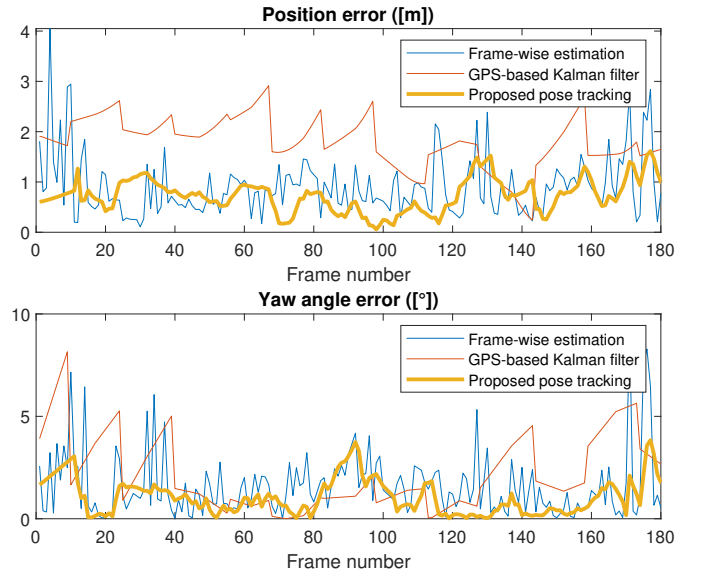 Position error ([m])
4
3
2
1
0
Frame-wise estimation
GPS-based Kalman filter
Proposed pose tracking
1 20 40 60 80 100 120 140 160 180
Frame number
Yaw angle error ([°])
10
5
0
Frame-wise estimation
GPS-based Kalman filter
Proposed pose tracking
1 20 40 60 80 100 120 140 160 180
Frame number